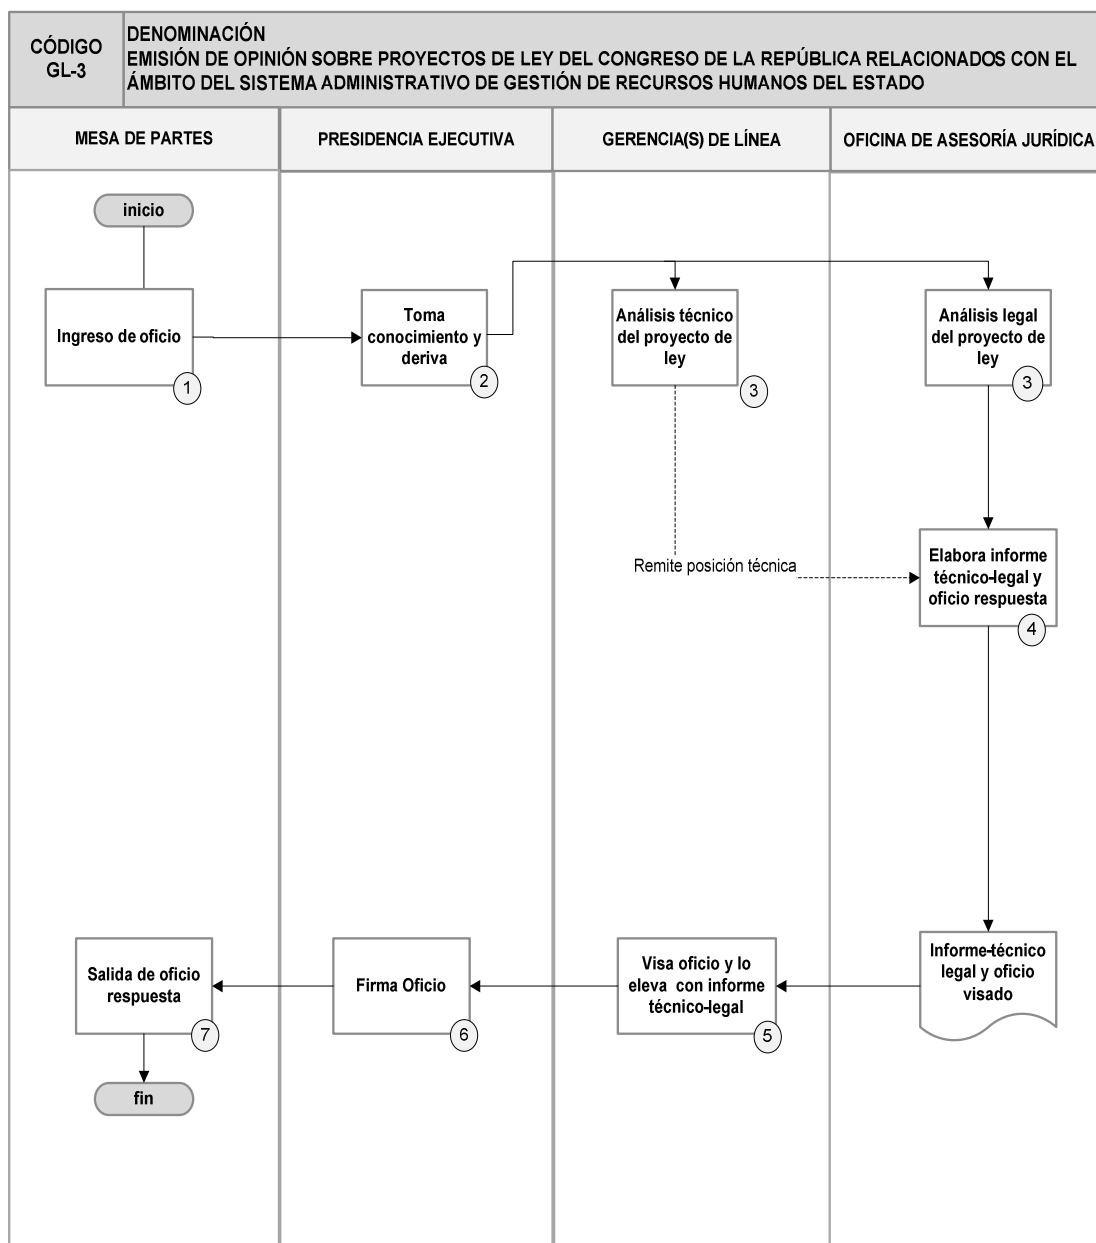 CÓDIGO
GL-3
DENOMINACIÓN
EMISIÓN DE OPINIÓN SOBRE PROYECTOS DE LEY DEL CONGRESO DE LA REPÚBLICA RELACIONADOS CON EL
ÁMBITO DEL SISTEMA ADMINISTRATIVO DE GESTIÓN DE RECURSOS HUMANOS DEL ESTADO
MESA DE PARTES
PRESIDENCIA EJECUTIVA
GERENCIA(S) DE LÍNEA
OFICINA DE ASESORÍA JURÍDICA
inicio
Ingreso de oficio
1
Toma
conocimiento y
deriva
2
Análisis técnico
del proyecto de
ley
3
Análisis legal
del proyecto de
ley
3
Remite posición técnica
Elabora informe
técnico-legal y
oficio respuesta
4
Informe-técnico
legal y oficio
visado
Visa oficio y lo
eleva con informe
técnico-legal
5
Firma Oficio
6
Salida de oficio
respuesta
7
fin